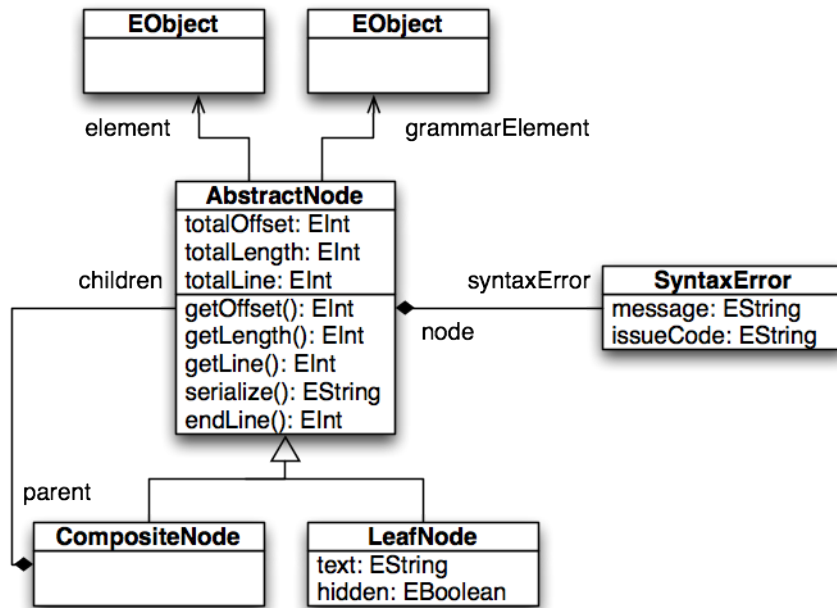 EObject
EObject
element
grammarElement
AbstractNode
totalOffset: EInt
totalLength: EInt
totalLine: EInt
getOffset(): EInt
getLength(): EInt
getLine(): EInt
serialize(): EString
endLine(): EInt
children
syntaxError
node
SyntaxError
message: EString
issueCode: EString
parent
CompositeNode
LeafNode
text: EString
hidden: EBoolean